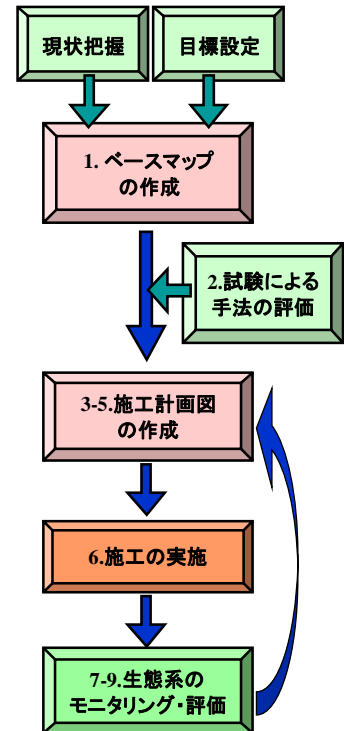 現状把握
目標設定
1. ベースマップ
の作成
2.試験による
手法の評価
3-5.施工計画図
の作成
6.施工の実施
7-9.生態系の
モニタリング・評価